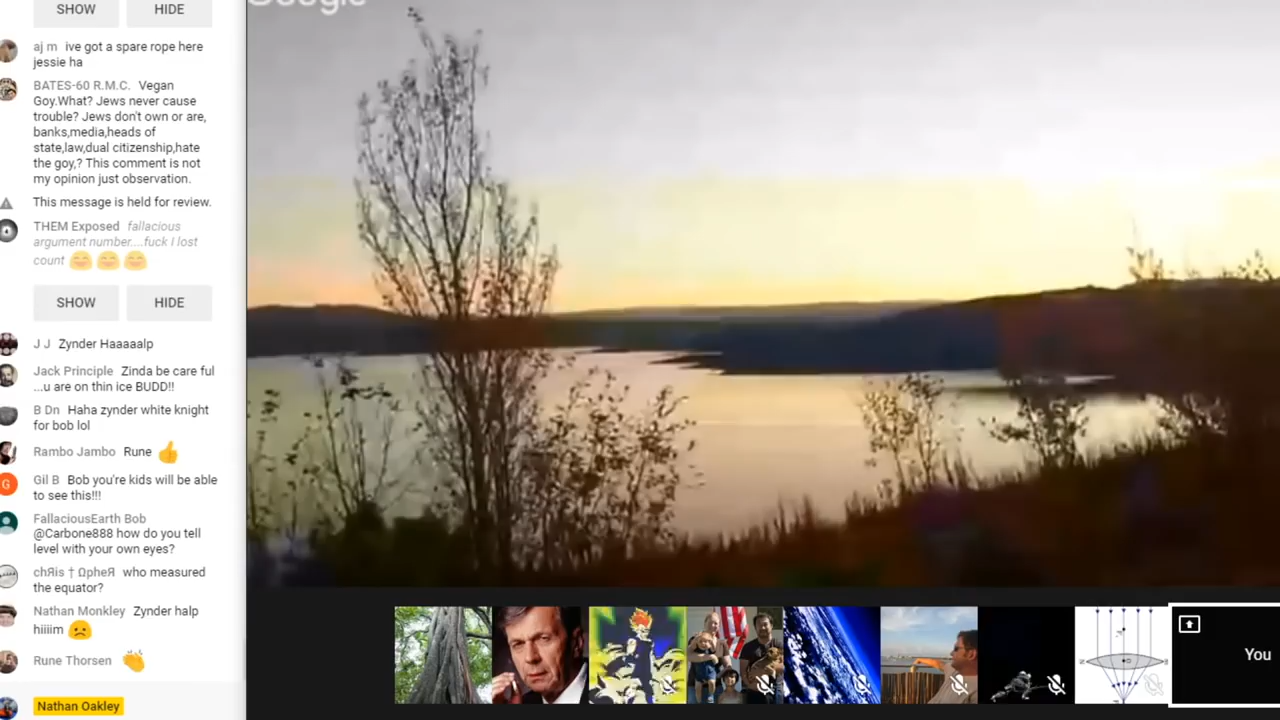 Google
SHOW HIDE
aj m ive got a spare rope here
jessie ha
BATES-60 R.M.C. Vegan
Goy.What? Jews never cause
trouble? Jews don't own or are,
banks,media,heads of
state,law,dual citizenship,hate
the goy,? This comment is not
my opinion just observation.
This message is held for review.
THEM Exposed fallacious
argument number....fuck I lost
count
SHOW HIDE
J J Zynder Haaaaalp
Jack Principle Zinda be care ful
...u are on thin ice BUDD!!
B Dn Haha zynder white knight
for bob lol
Rambo Jambo Rune
Gil B Bob you're kids will be able
to see this!!!
FallaciousEarth Bob
@Carbone888 how do you tell
level with your own eyes?
chЯis † ΩpheЯ who measured
the equator?
Nathan Monkley Zynder halp
hiiiim
Rune Thorsen
Nathan Oakley
G
You